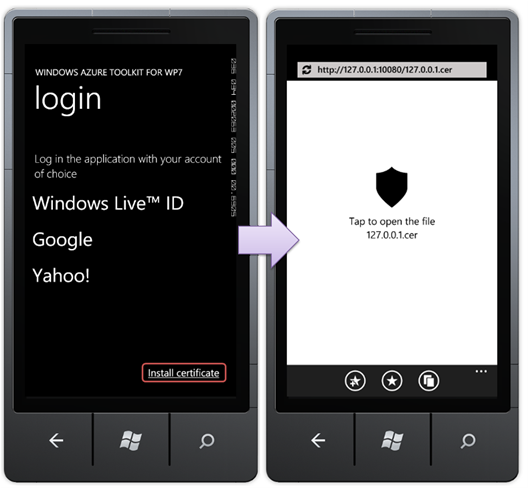 WINDOWS AZURE TOOLKIT FOR WP7
login
Log in the application with your account
of choice
Windows Live™ ID
Google
Yahoo!
Install certificate
http://127.0.0.1:10080/127.0.0.1.cer
Tap to open the file
127.0.0.1.cer